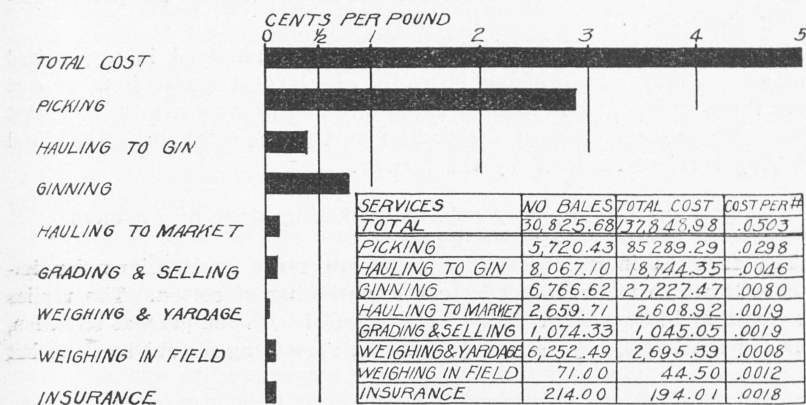 CENTS PER POUND
0 ½ 1 2 3 4 5
TOTAL COST
PICKING
HAULING TO GIN
GINNING
HAULING TO MARKET
GRADING & SELLING
WEIGHING & YARDAGE
WEIGHING IN FIELD
INSURANCE
SERVICES NO BALES TOTAL COST COST PER #
TOTAL 30,825.68 137,848.98 .0503
PICKING 5,720.43 85289.29 .0298
HAULING TO GIN 8,067.10 18,744.35 .0046
GINNING 6,766.62 27,227.47 .0080
HAULING TO MARKET 2,659.71 2,608.92 .0019
GRADING & SELLING 1,074.33 1,045.05 .0019
WEIGHING & YARDAGE 6,252.49 2,695.39 .0008
WEIGHING IN FIELD 71.00 44.50 .0012
INSURANCE 214.00 194.01 .0018